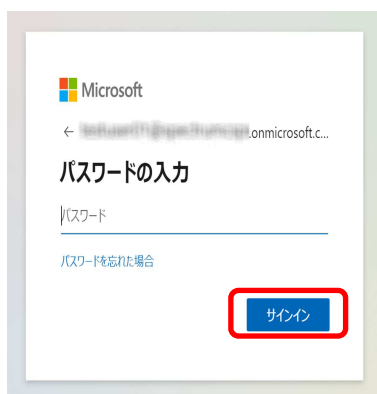 Microsoft
← .onmicrosoft.c...
パスワードの入力
パスワード
パスワードを忘れた場合
サインイン